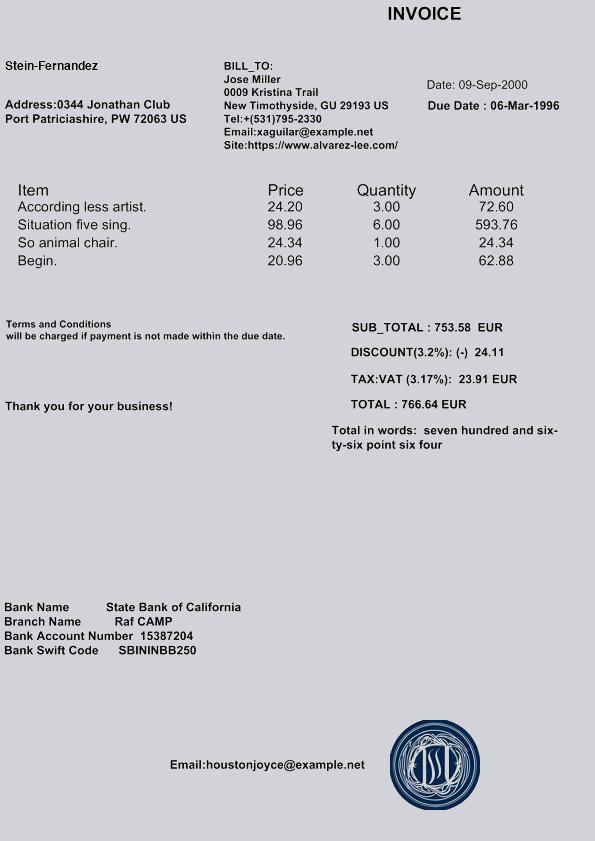 INVOICE
Stein-Fernandez
Address:0344 Jonathan Club
Port Patriciashire, PW 72063 US
BILL_TO:
Jose Miller
0009 Kristina Trail
New Timothyside, GU 29193 US
Tel:+(531)795-2330
Email:xaguilar@example.net
Site:https://www.alvarez-lee.com/
Date: 09-Sep-2000
Due Date : 06-Mar-1996
Item Price Quantity Amount
According less artist. 24.20 3.00 72.60
Situation five sing. 98.96 6.00 593.76
So animal chair. 24.34 1.00 24.34
Begin. 20.96 3.00 62.88
Terms and Conditions
will be charged if payment is not made within the due date.
Thank you for your business!
SUB_TOTAL : 753.58 EUR
DISCOUNT(3.2%): (-) 24.11
TAX:VAT (3.17%): 23.91 EUR
TOTAL : 766.64 EUR
Total in words: seven hundred and six-
ty-six point six four
Bank Name State Bank of California
Branch Name Raf CAMP
Bank Account Number 15387204
Bank Swift Code SBININBB250
Email:houstonjoyce@example.net